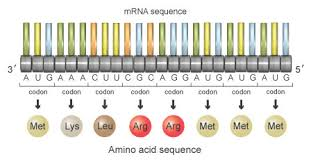 mRNA sequence
3′ 5′
A U G A A A C U U C G C A G G A U G A U G A U G
codon codon codon codon codon codon codon codon
Met Lys Leu Arg Arg Met Met Met
Amino acid sequence